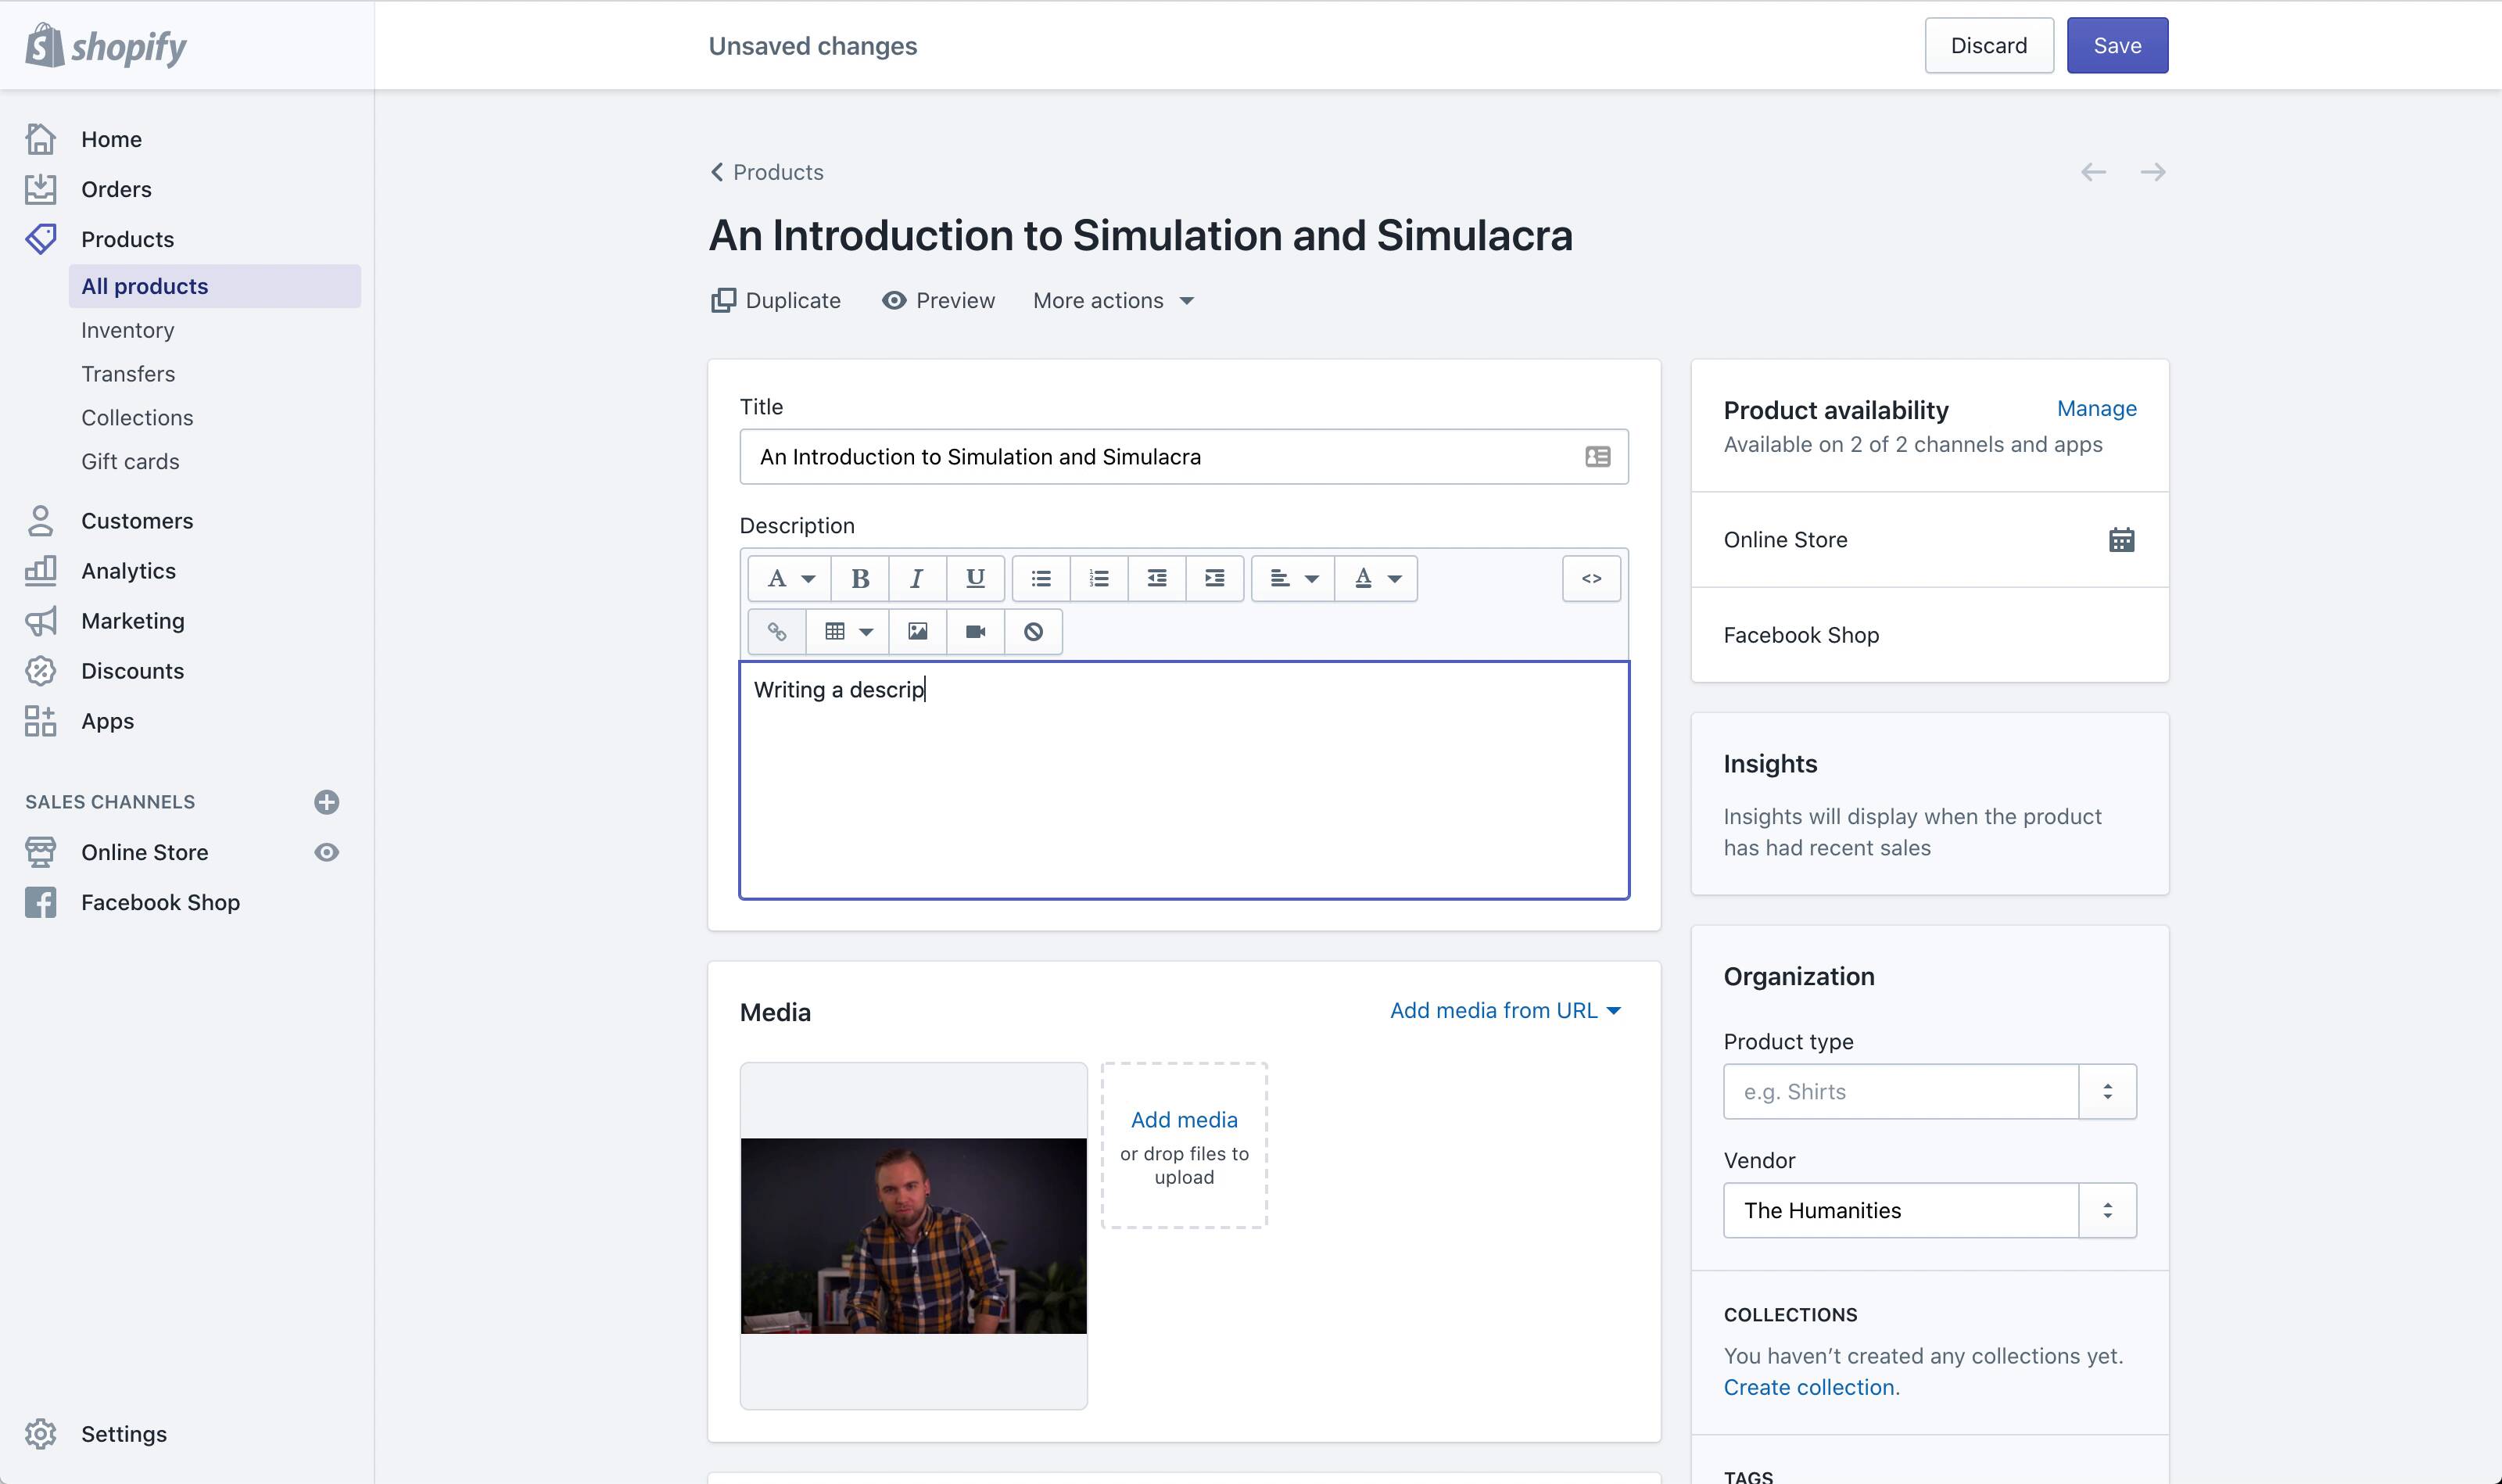 shopify
Unsaved changes
Discard
Save
Home
Orders
Products
All products
Inventory
Transfers
Collections
Gift cards
Customers
Analytics
Marketing
Discounts
Apps
SALES CHANNELS
Online Store
Facebook Shop
Settings
Products
An Introduction to Simulation and Simulacra
Duplicate
Preview
More actions
Title
An Introduction to Simulation and Simulacra
Description
A
B
I
U
A
<>
Writing a descrip
Media
Add media from URL
Add media
or drop files to
upload
Product availability
Manage
Available on 2 of 2 channels and apps
Online Store
Facebook Shop
Insights
Insights will display when the product
has had recent sales
Organization
Product type
e.g. Shirts
Vendor
The Humanities
COLLECTIONS
You haven’t created any collections yet.
Create collection.
TAGS